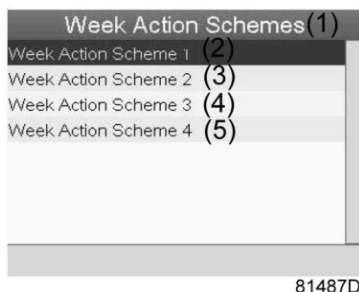 Week Action Schemes(1)
Week Action Scheme 1 (2)
Week Action Scheme 2 (3)
Week Action Scheme 3 (4)
Week Action Scheme 4 (5)
81487D